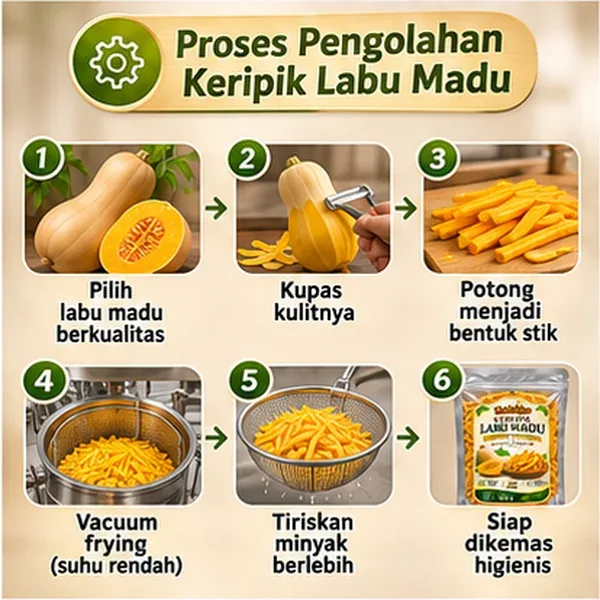 Proses Pengolahan
Keripik Labu Madu
1
Pilih
labu madu
berkualitas
2
Kupas
kulitnya
3
Potong
menjadi
bentuk stik
4
Vacuum
frying
(suhu rendah)
5
Tiriskan
minyak
berlebih
6
LABU MADU
Siap
dikemas
higienis